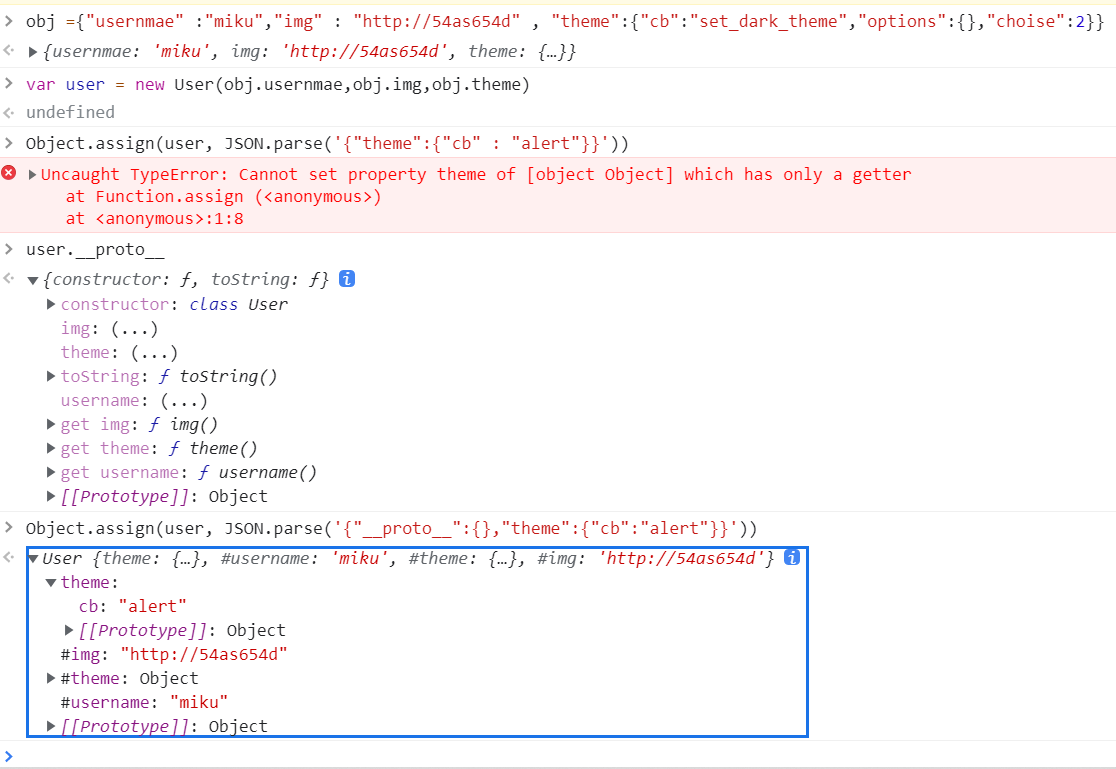 obj ={"usernmae" :"miku","img" : "http://54as654d" , "theme":{"cb":"set_dark_theme","options":{},"choise":2}}
{usernmae: 'miku', img: 'http://54as654d', theme: {…}}
var user = new User(obj.usernmae,obj.img,obj.theme)
undefined
Object.assign(user, JSON.parse('{"theme":{"cb" : "alert"}}'))
Uncaught TypeError: Cannot set property theme of [object Object] which has only a getter
at Function.assign (<anonymous>)
at <anonymous>:1:8
user.__proto__
{constructor: ƒ, toString: ƒ}
constructor: class User
img: (...)
theme: (...)
toString: ƒ toString()
username: (...)
get img: ƒ img()
get theme: ƒ theme()
get username: ƒ username()
[[Prototype]]: Object
Object.assign(user, JSON.parse('{"__proto__":{},"theme":{"cb":"alert"}}'))
User {theme: {…}, #username: 'miku', #theme: {…}, #img: 'http://54as654d'}
theme:
cb: "alert"
[[Prototype]]: Object
#img: "http://54as654d"
#theme: Object
#username: "miku"
[[Prototype]]: Object